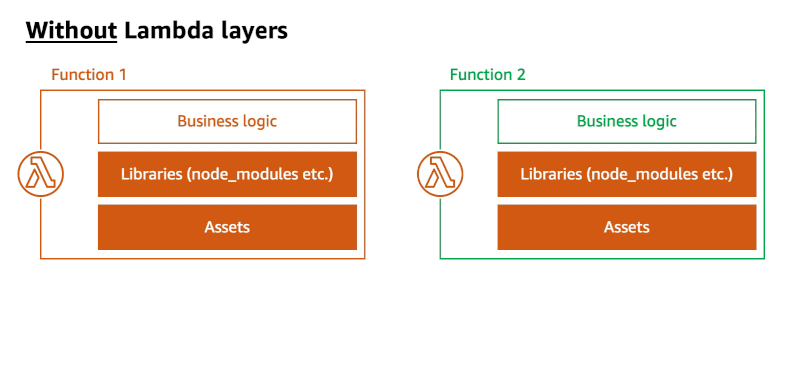 Without Lambda layers
Function 1
Function 2
Business logic
Business logic
Libraries (node_modules etc.)
Libraries (node_modules etc.)
Assets
Assets